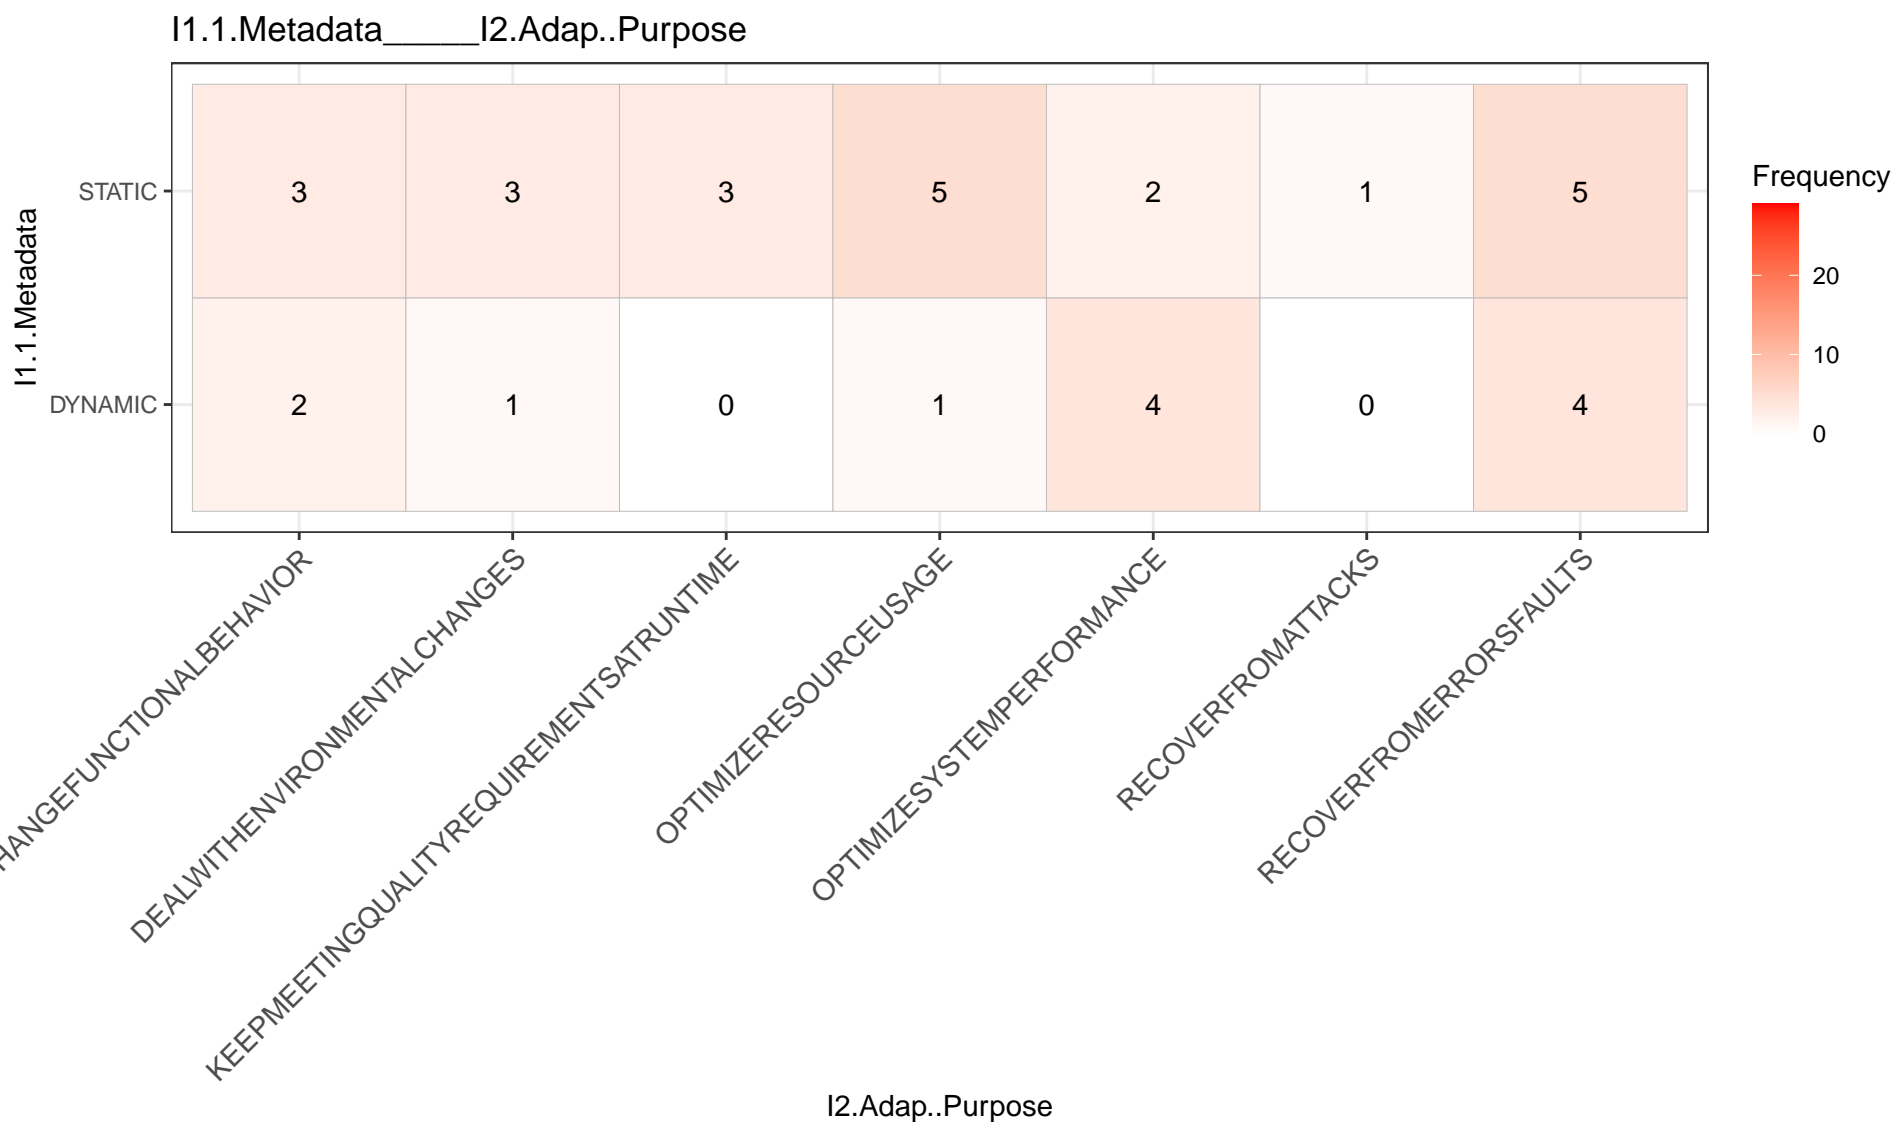 I1.1.Metadata_____I2.Adap..Purpose
I1.1.Metadata
STATIC
3 3 3 5 2 1 5
DYNAMIC
2 1 0 1 4 0 4
HANGEFUNCTIONALBEHAVIOR
DEALWITHENVIRONMENTALCHANGES
KEEPMEETINGQUALITYREQUIREMENTSATRUNTIME
OPTIMIZERESOURCEUSAGE
OPTIMIZESYSTEMPERFORMANCE
RECOVERFROMATTACKS
RECOVERFROMERRORSFAULTS
I2.Adap..Purpose
Frequency
20
10
0